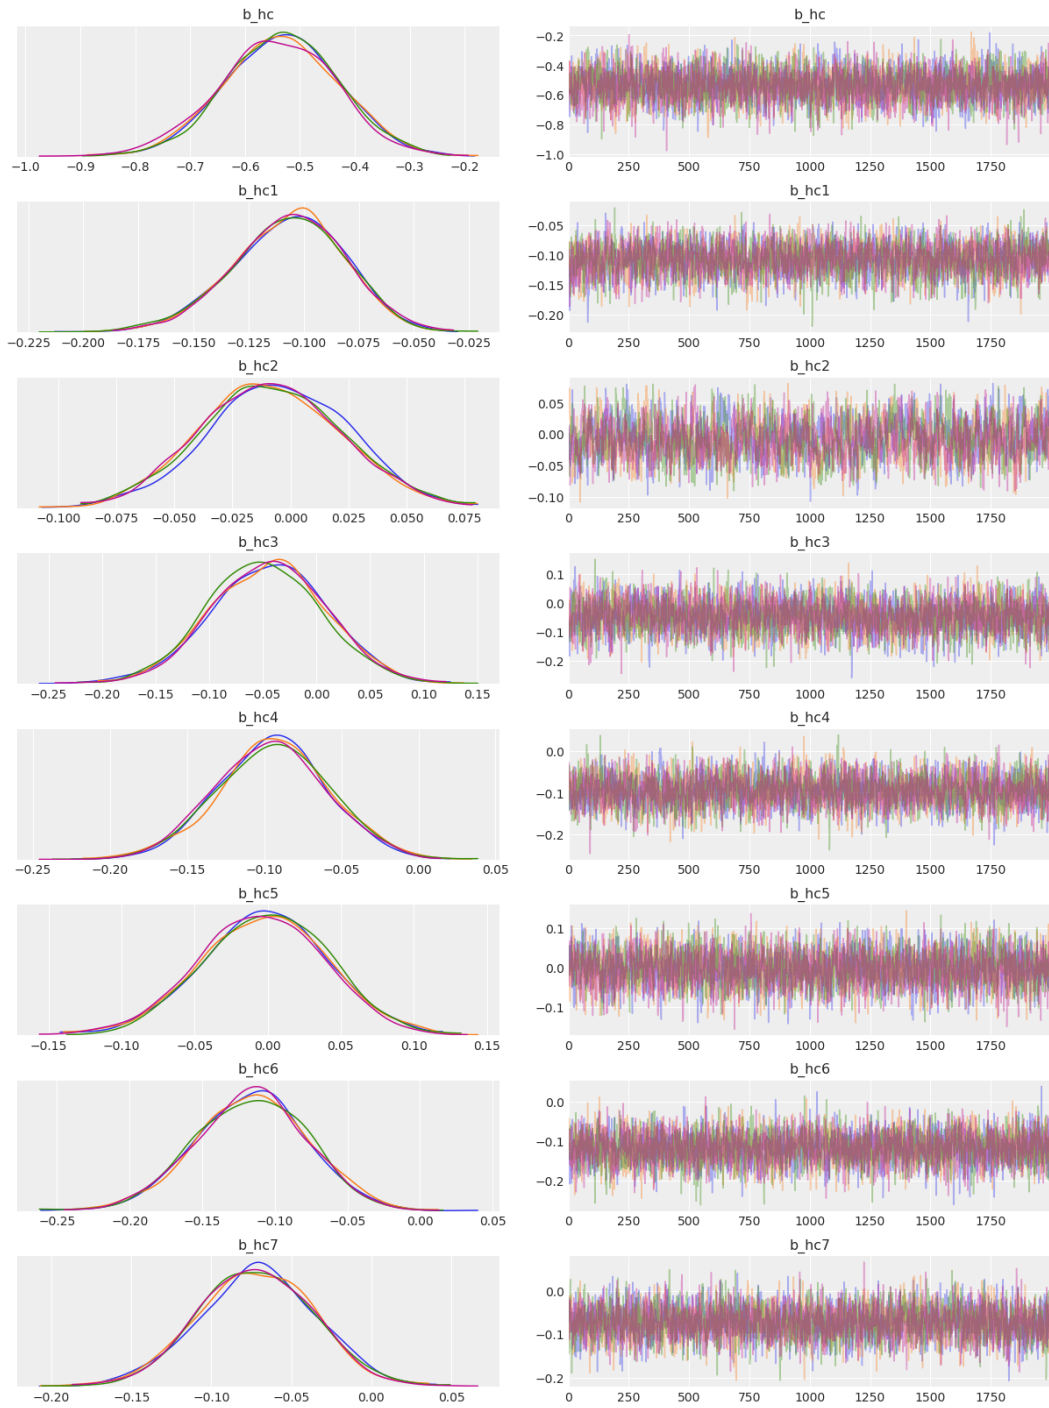 b_hc b_hc
−0.2
−0.4
−0.6
−0.8
−1.0
−1.0 −0.9 −0.8 −0.7 −0.6 −0.5 −0.4 −0.3 −0.2 0 250 500 750 1000 1250 1500 1750
b_hc1 b_hc1
−0.05
−0.10
−0.15
−0.20
−0.225 −0.200 −0.175 −0.150 −0.125 −0.100 −0.075 −0.050 −0.025 0 250 500 750 1000 1250 1500 1750
b_hc2 b_hc2
0.05
0.00
−0.05
−0.10
−0.100 −0.075 −0.050 −0.025 0.000 0.025 0.050 0.075 0 250 500 750 1000 1250 1500 1750
b_hc3 b_hc3
0.1
0.0
−0.1
−0.2
−0.25 −0.20 −0.15 −0.10 −0.05 0.00 0.05 0.10 0.15 0 250 500 750 1000 1250 1500 1750
b_hc4 b_hc4
0.0
−0.1
−0.2
−0.25 −0.20 −0.15 −0.10 −0.05 0.00 0.05 0 250 500 750 1000 1250 1500 1750
b_hc5 b_hc5
0.1
0.0
−0.1
−0.15 −0.10 −0.05 0.00 0.05 0.10 0.15 0 250 500 750 1000 1250 1500 1750
b_hc6 b_hc6
0.0
−0.1
−0.2
−0.25 −0.20 −0.15 −0.10 −0.05 0.00 0.05 0 250 500 750 1000 1250 1500 1750
b_hc7 b_hc7
0.0
−0.1
−0.2
−0.20 −0.15 −0.10 −0.05 0.00 0.05 0 250 500 750 1000 1250 1500 1750